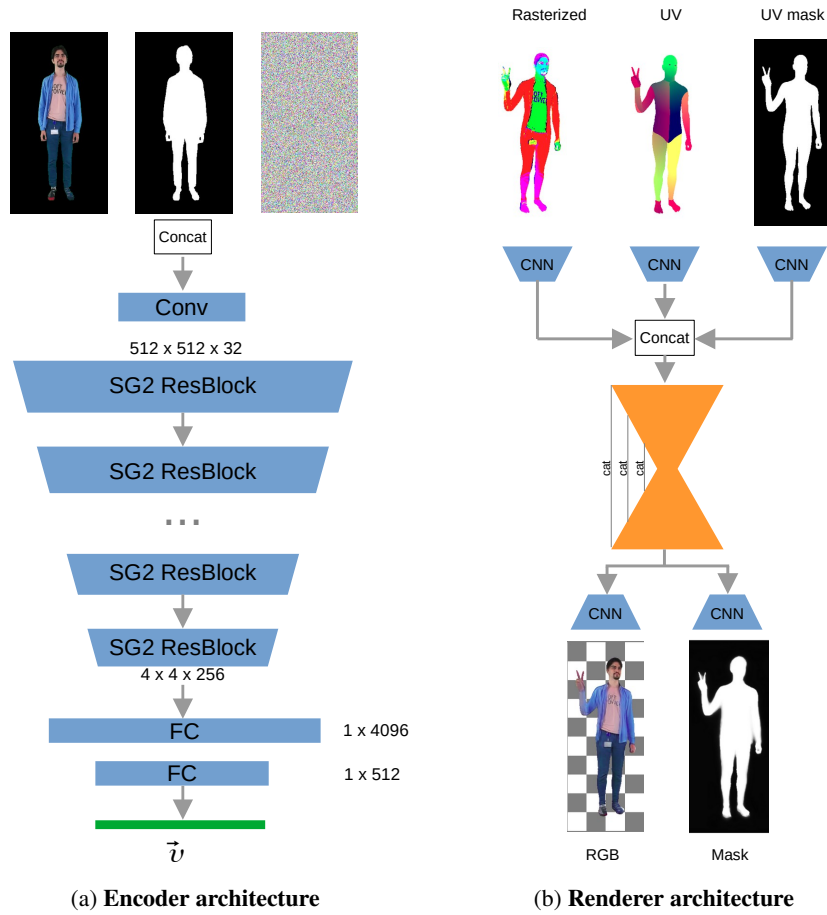 Concat
Conv
512 x 512 x 32
SG2 ResBlock
SG2 ResBlock
...
SG2 ResBlock
SG2 ResBlock
4 x 4 x 256
FC
1 x 4096
FC
1 x 512
v⃗
(a) Encoder architecture
Rasterized UV UV mask
CNN CNN CNN
Concat
cat cat cat
CNN CNN
RGB Mask
(b) Renderer architecture